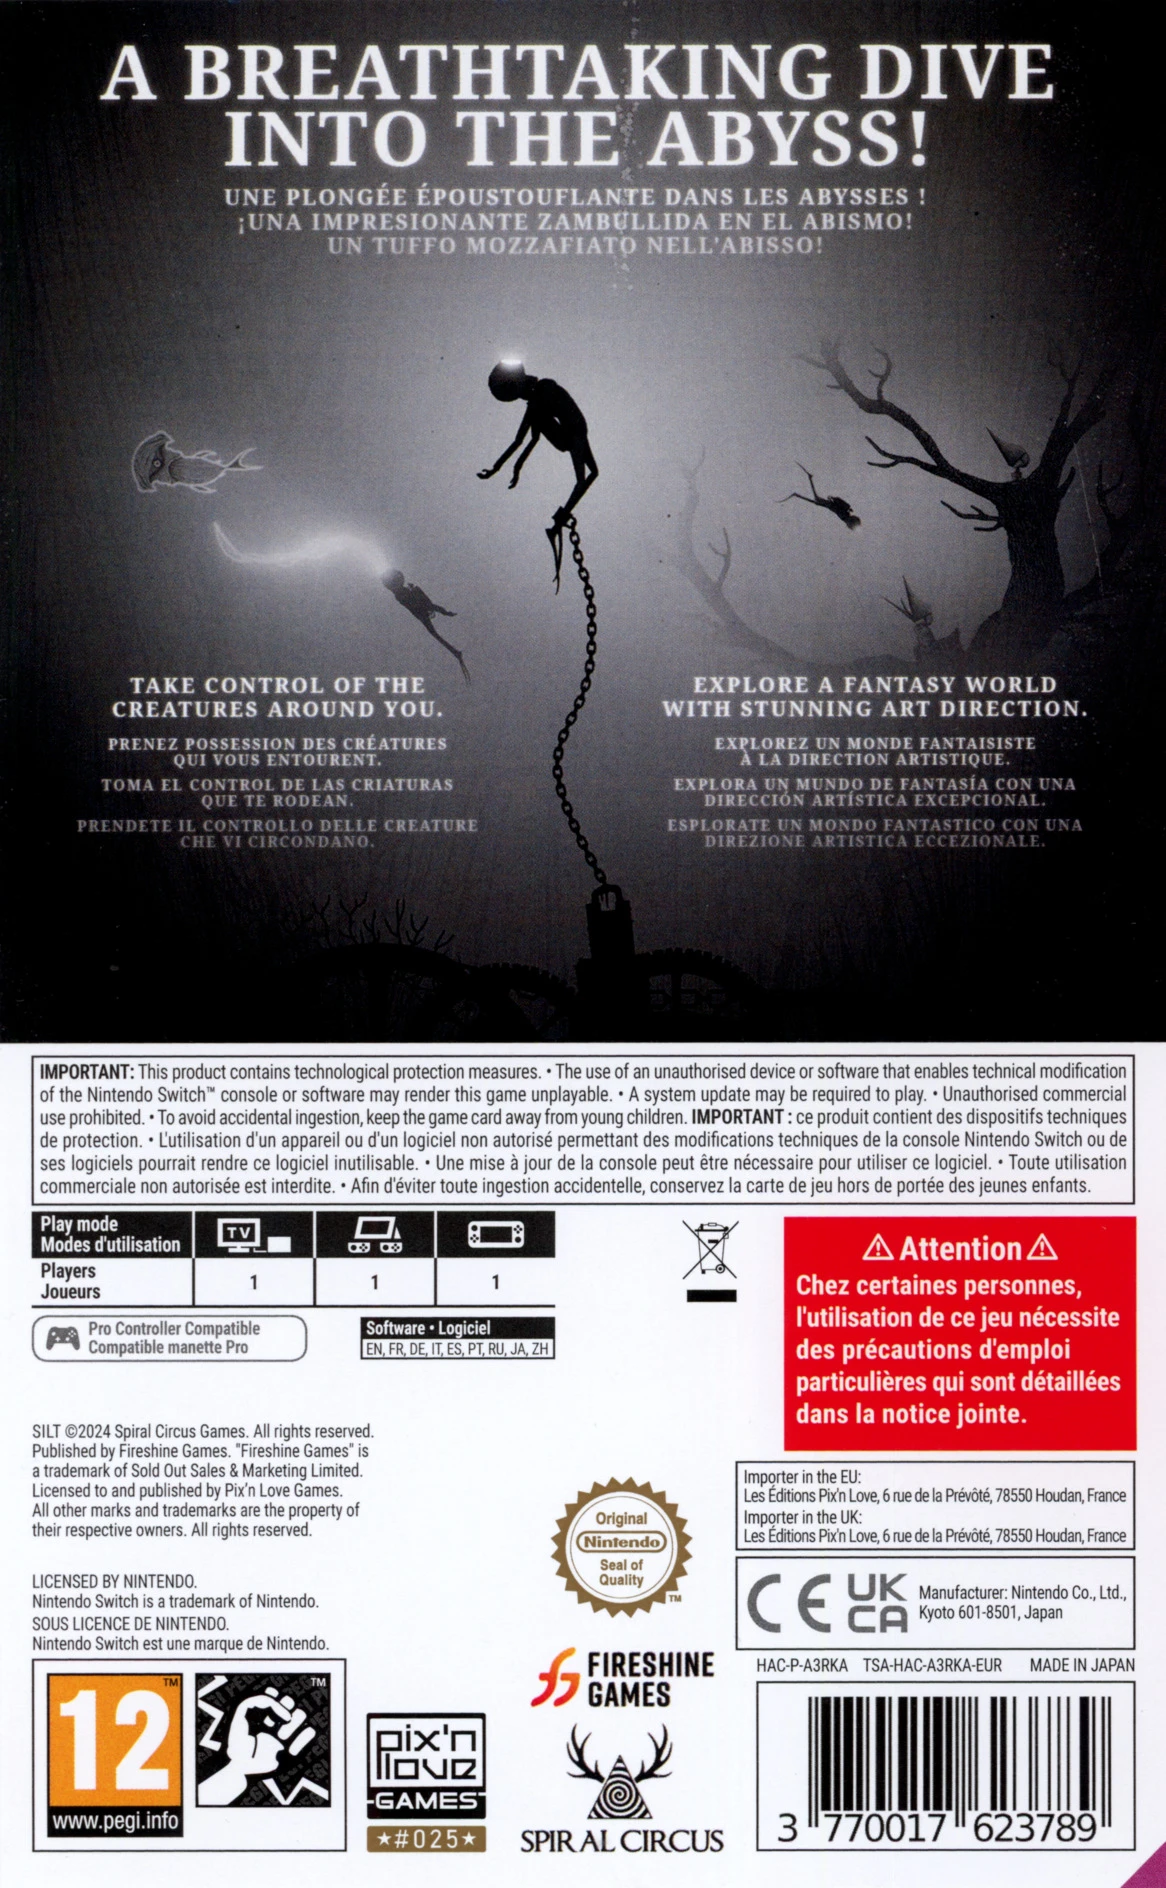 A BREATHTAKING DIVE
INTO THE ABYSS!
UNE PLONGÉE ÉPOUSTOUFLANTE DANS LES ABYSSES !
¡UNA IMPRESIONANTE ZAMBULLIDA EN EL ABISMO!
UN TUFFO MOZZAFIATO NELL'ABISSO!
TAKE CONTROL OF THE
CREATURES AROUND YOU.
PRENEZ POSSESSION DES CRÉATURES
QUI VOUS ENTOURENT.
TOMA EL CONTROL DE LAS CRIATURAS
QUE TE RODEAN.
PRENDETE IL CONTROLLO DELLE CREATURE
CHE VI CIRCONDANO.
EXPLORE A FANTASY WORLD
WITH STUNNING ART DIRECTION.
EXPLOREZ UN MONDE FANTAISISTE
À LA DIRECTION ARTISTIQUE.
EXPLORA UN MUNDO DE FANTASÍA CON UNA
DIRECCIÓN ARTÍSTICA EXCEPCIONAL.
ESPLORATE UN MONDO FANTASTICO CON UNA
DIREZIONE ARTISTICA ECCEZIONALE.
IMPORTANT: This product contains technological protection measures. • The use of an unauthorised device or software that enables technical modification
of the Nintendo Switch™ console or software may render this game unplayable. • A system update may be required to play. • Unauthorised commercial
use prohibited. • To avoid accidental ingestion, keep the game card away from young children. IMPORTANT : ce produit contient des dispositifs techniques
de protection. • L'utilisation d'un appareil ou d'un logiciel non autorisé permettant des modifications techniques de la console Nintendo Switch ou de
ses logiciels pourrait rendre ce logiciel inutilisable. • Une mise à jour de la console peut être nécessaire pour utiliser ce logiciel. • Toute utilisation
commerciale non autorisée est interdite. • Afin d'éviter toute ingestion accidentelle, conservez la carte de jeu hors de portée des jeunes enfants.
Play mode
Modes d'utilisation
TV
Players
Joueurs
1
1
1
Pro Controller Compatible
Compatible manette Pro
Software • Logiciel
EN, FR, DE, IT, ES, PT, RU, JA, ZH
Attention
Chez certaines personnes,
l'utilisation de ce jeu nécessite
des précautions d'emploi
particulières qui sont détaillées
dans la notice jointe.
SILT ©2024 Spiral Circus Games. All rights reserved.
Published by Fireshine Games. "Fireshine Games" is
a trademark of Sold Out Sales & Marketing Limited.
Licensed to and published by Pix'n Love Games.
All other marks and trademarks are the property of
their respective owners. All rights reserved.
LICENSED BY NINTENDO.
Nintendo Switch is a trademark of Nintendo.
SOUS LICENCE DE NINTENDO.
Nintendo Switch est une marque de Nintendo.
Original
Nintendo
Seal of
Quality
TM
Importer in the EU:
Les Éditions Pix'n Love, 6 rue de la Prévôté, 78550 Houdan, France
Importer in the UK:
Les Éditions Pix'n Love, 6 rue de la Prévôté, 78550 Houdan, France
CE
UK
CA
Manufacturer: Nintendo Co., Ltd.,
Kyoto 601-8501, Japan
HAC-P-A3RKA TSA-HAC-A3RKA-EUR MADE IN JAPAN
12
TM
www.pegi.info
TM
pix'n
love
GAMES
★#025★
FIRESHINE
GAMES
SPIRAL CIRCUS
3 770017 623789